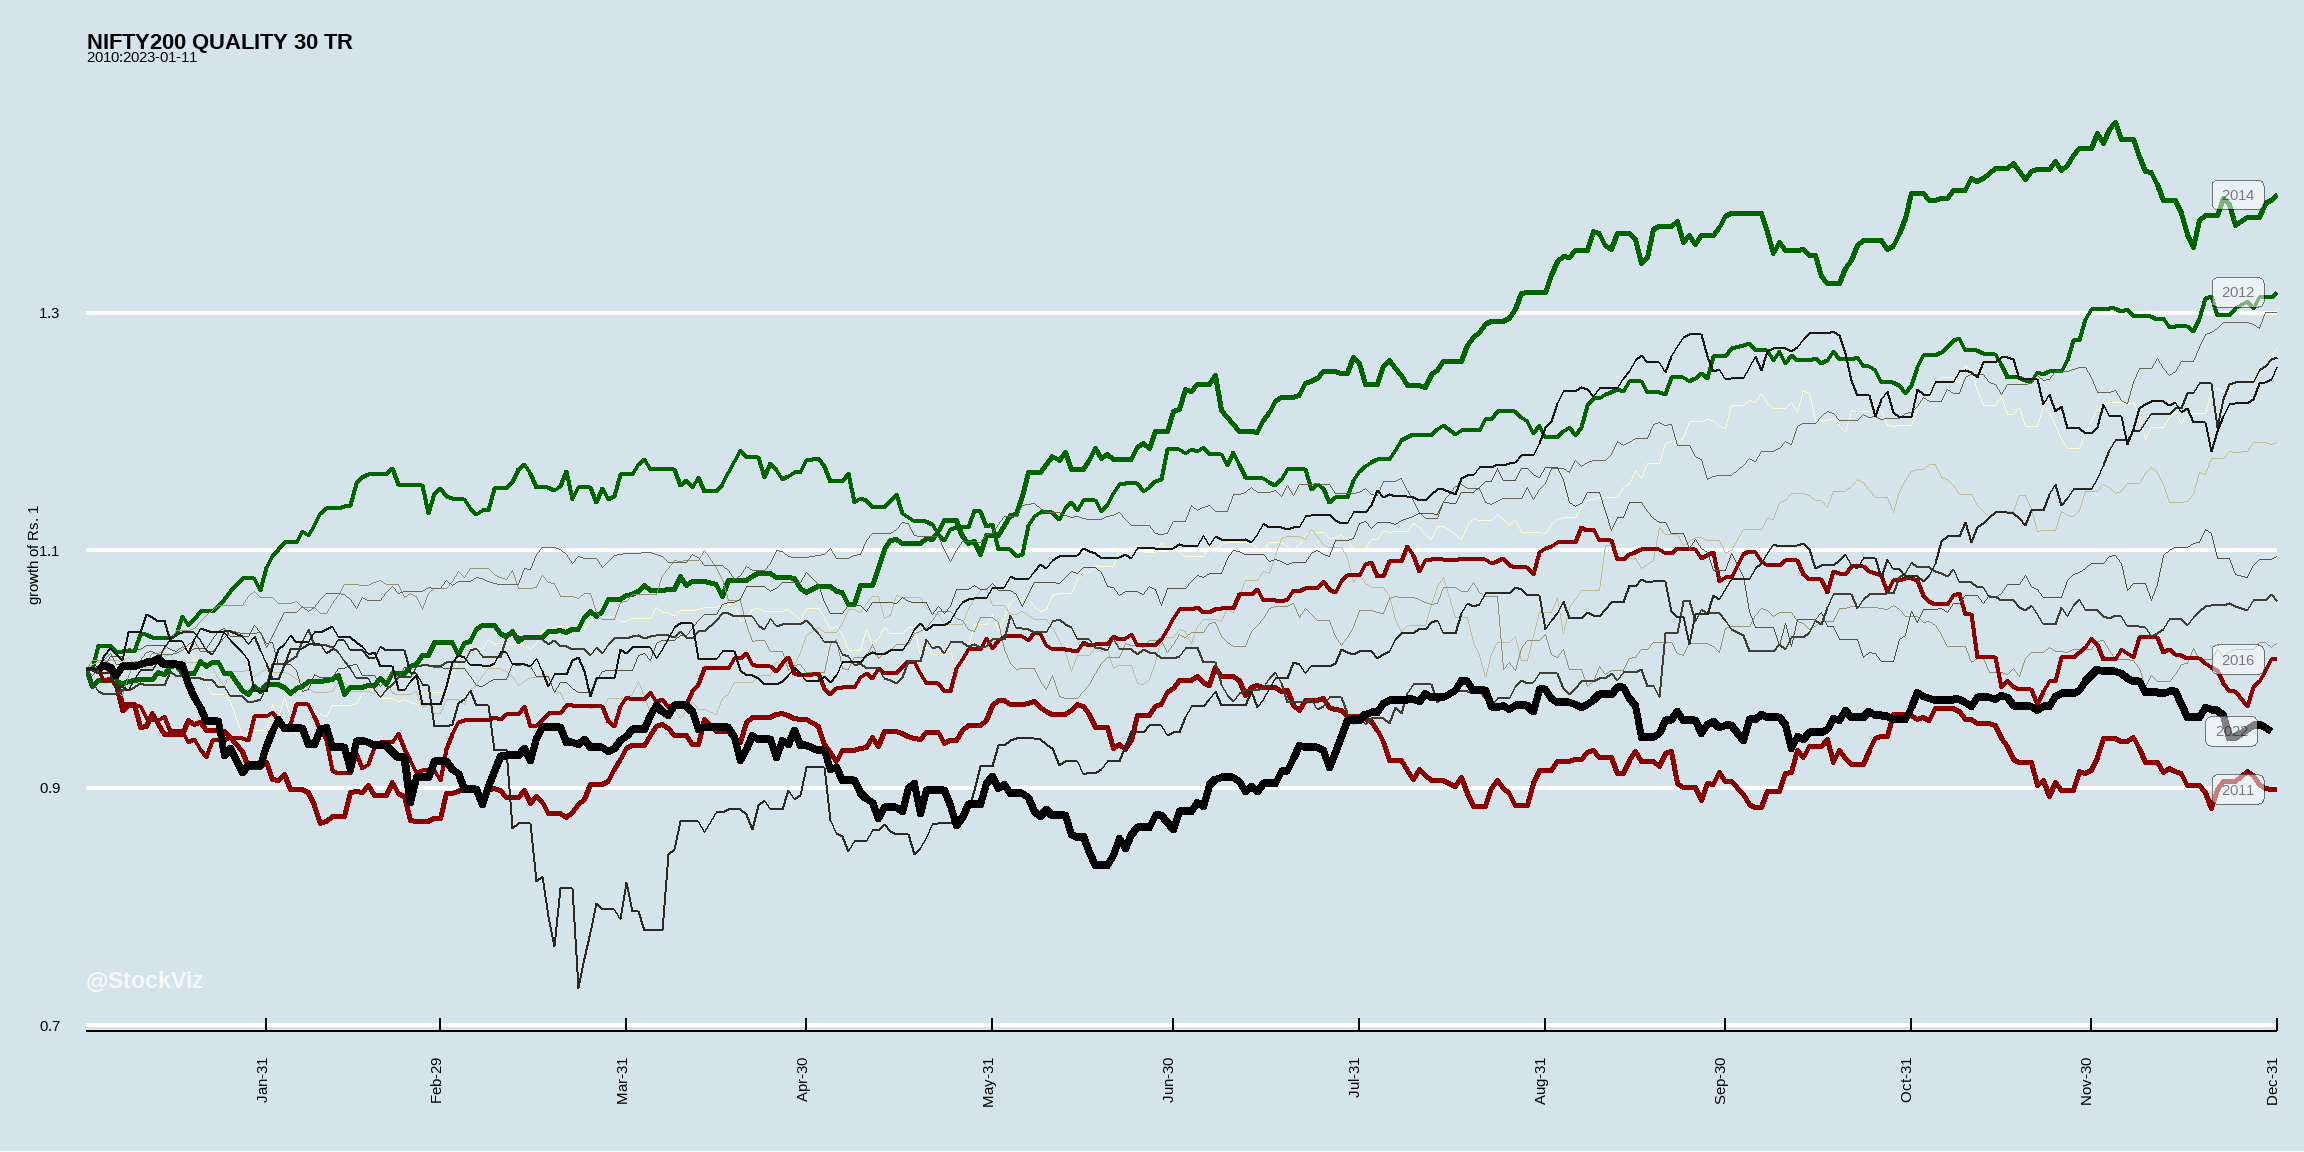 NIFTY200 QUALITY 30 TR
2010:2023-01-11
2014
2012
1.3
growth of Rs. 1
1.1
2016
2022
0.9
2011
@StockViz
0.7
Jan-31
Feb-29
Mar-31
Apr-30
May-31
Jun-30
Jul-31
Aug-31
Sep-30
Oct-31
Nov-30
Dec-31